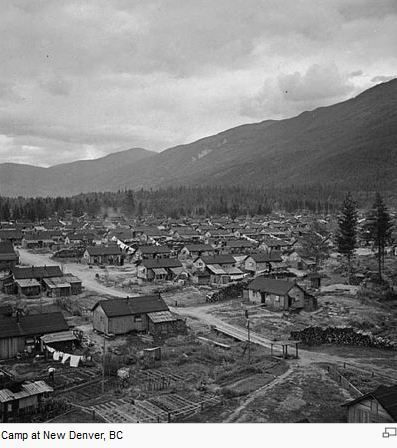 Camp at New Denver, BC